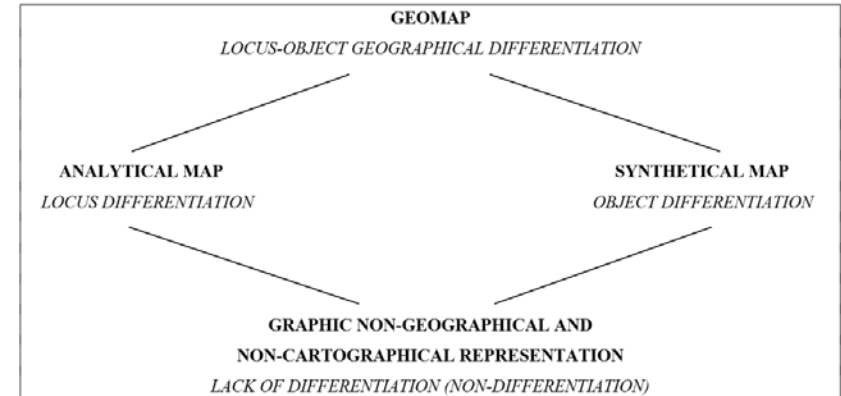 GEOMAP
LOCUS-OBJECT GEOGRAPHICAL DIFFERENTIATION
ANALYTICAL MAP
LOCUS DIFFERENTIATION
SYNTHETICAL MAP
OBJECT DIFFERENTIATION
GRAPHIC NON-GEOGRAPHICAL AND
NON-CARTOGRAPHICAL REPRESENTATION
LACK OF DIFFERENTIATION (NON-DIFFERENTIATION)